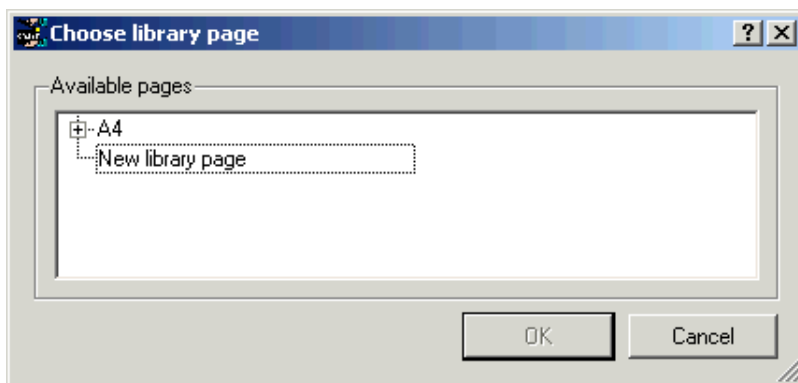 Choose library page
Available pages
A4
New library page
OK
Cancel